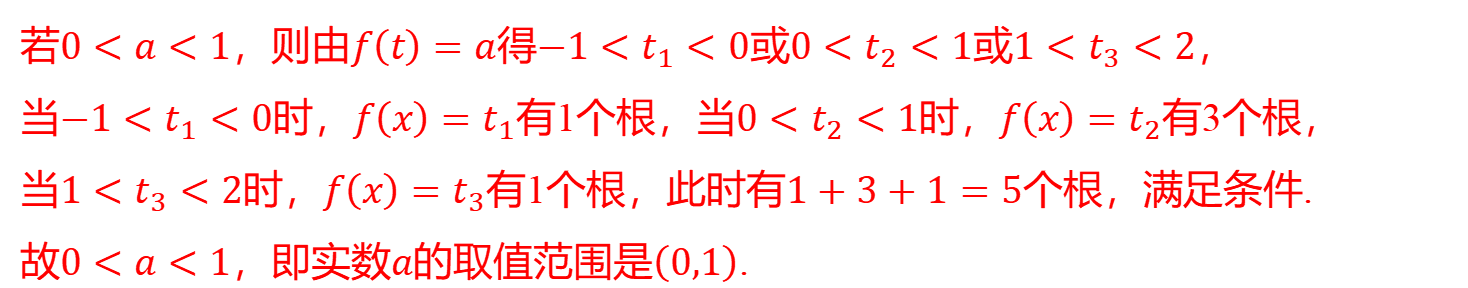 若0 < a < 1，则由f(t) = a得−1 < t₁ < 0或0 < t₂ < 1或1 < t₃ < 2，
当−1 < t₁ < 0时，f(x) = t₁有1个根，当0 < t₂ < 1时，f(x) = t₂有3个根，
当1 < t₃ < 2时，f(x) = t₃有1个根，此时有1 + 3 + 1 = 5个根，满足条件.
故0 < a < 1，即实数a的取值范围是(0,1).